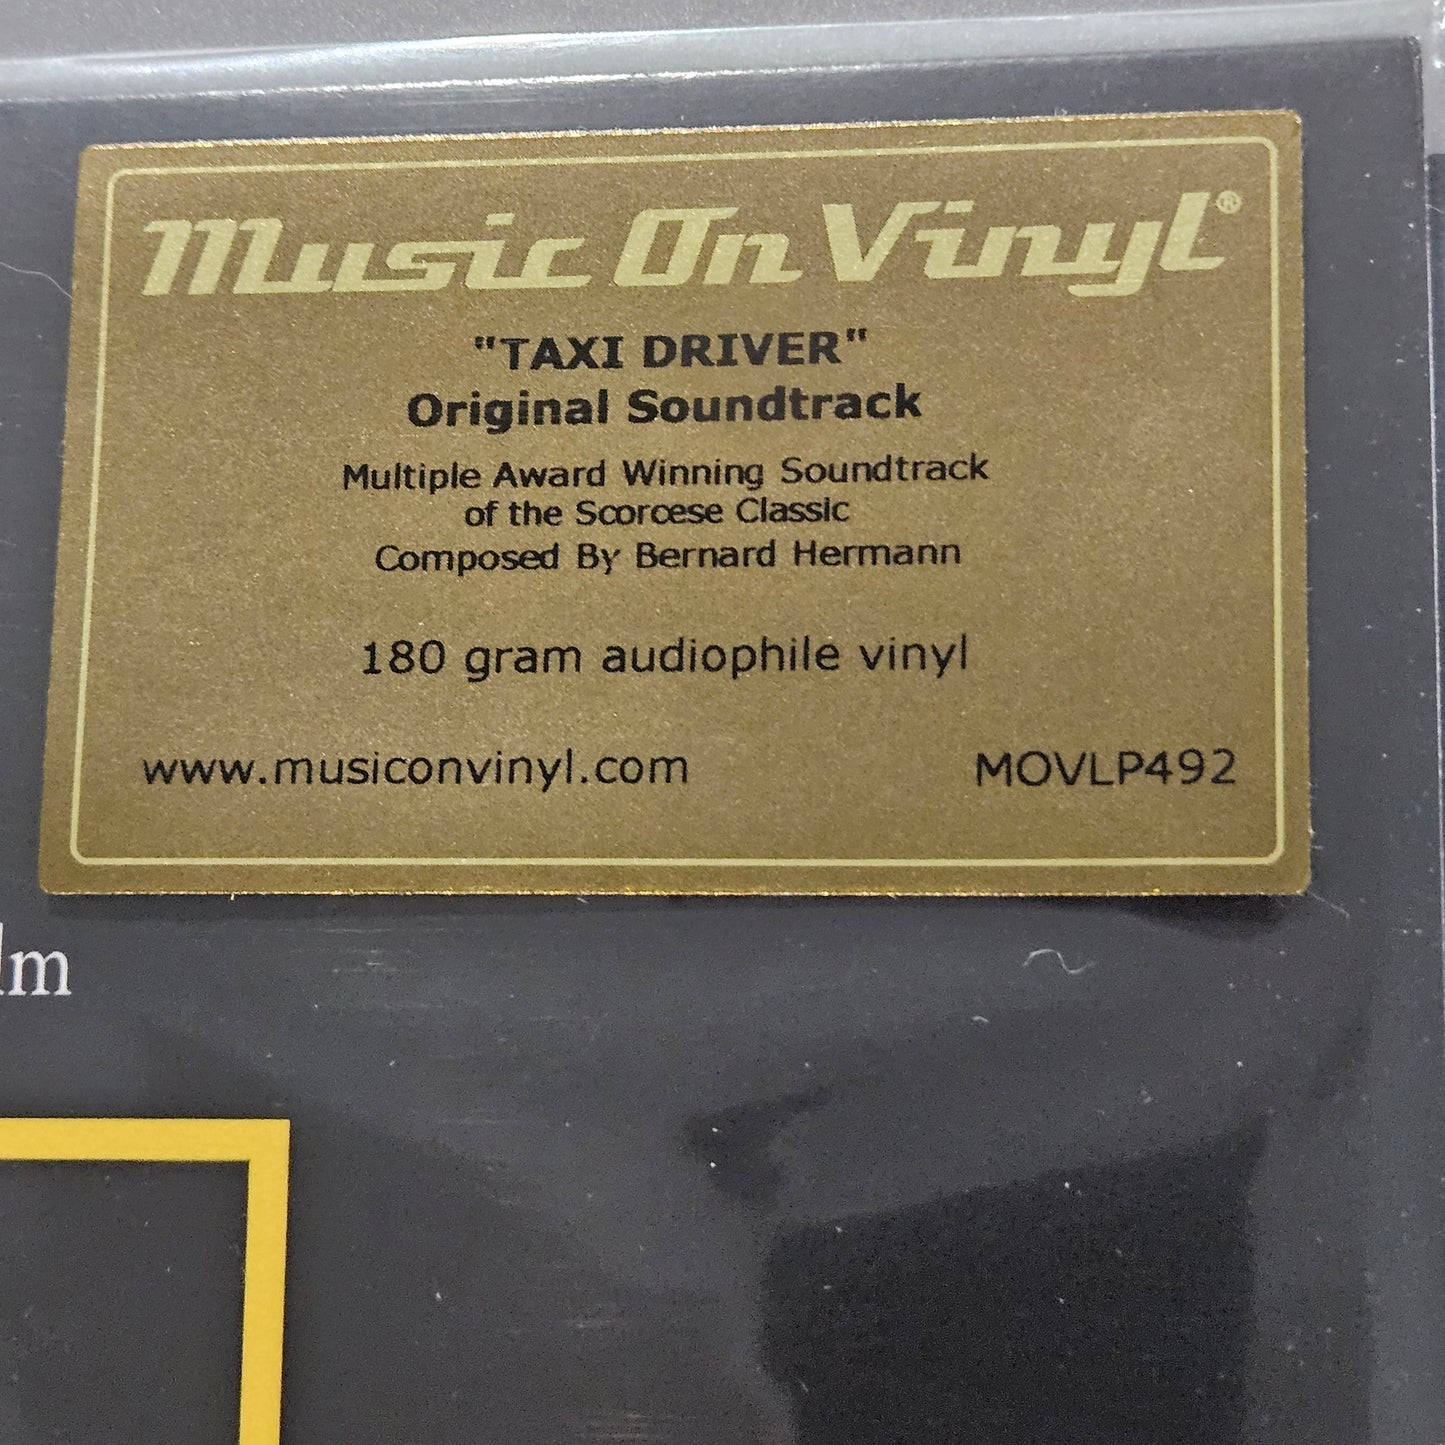 Music On Vinyl®
"TAXI DRIVER"
Original Soundtrack
Multiple Award Winning Soundtrack
of the Scorcese Classic
Composed By Bernard Hermann
180 gram audiophile vinyl
www.musiconvinyl.com MOVLP492